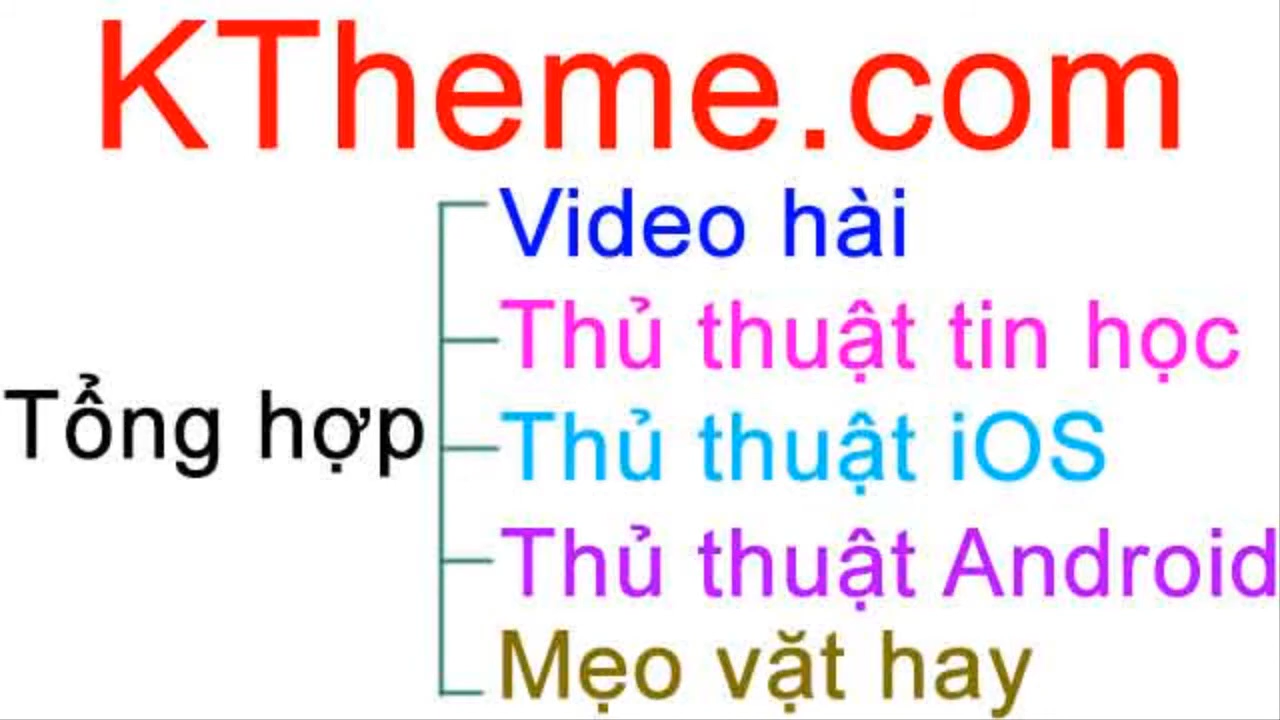 KTheme.com
Video hài
Thủ thuật tin học
Tổng hợp
Thủ thuật iOS
Thủ thuật Android
Mẹo vặt hay